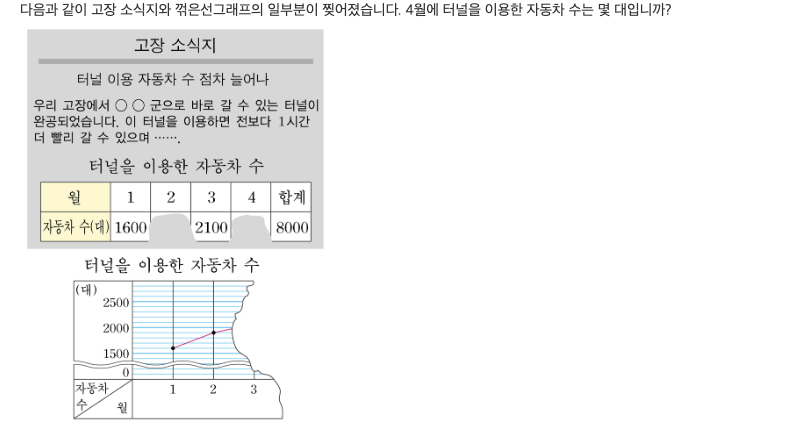 다음과 같이 고장 소식지와 꺾은선그래프의 일부분이 찢어졌습니다. 4월에 터널을 이용한 자동차 수는 몇 대입니까?
고장 소식지
터널 이용 자동차 수 점차 늘어나
우리 고장에서 ○ ○ 군으로 바로 갈 수 있는 터널이
완공되었습니다. 이 터널을 이용하면 전보다 1시간
더 빨리 갈 수 있으며 ⋯⋯.
터널을 이용한 자동차 수
월 1 2 3 4 합계
자동차 수(대) 1600 2100 8000
터널을 이용한 자동차 수
(대)
2500
2000
1500
0
자동차 수 월 1 2 3